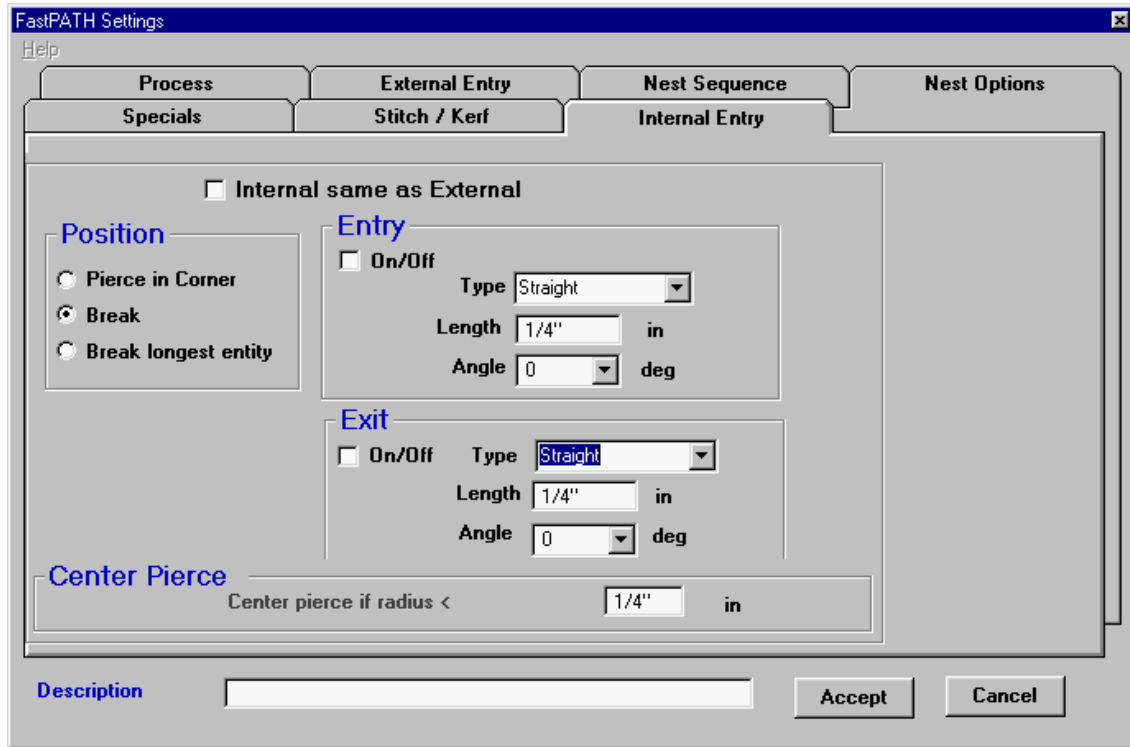 FastPATH Settings
Help
Process External Entry Nest Sequence Nest Options
Specials Stitch / Kerf Internal Entry
Internal same as External
Position
Pierce in Corner
Break
Break longest entity
Entry
On/Off
Type Straight
Length 1/4" in
Angle 0 deg
Exit
On/Off Type Straight
Length 1/4" in
Angle 0 deg
Center Pierce
Center pierce if radius < 1/4" in
Description Accept Cancel